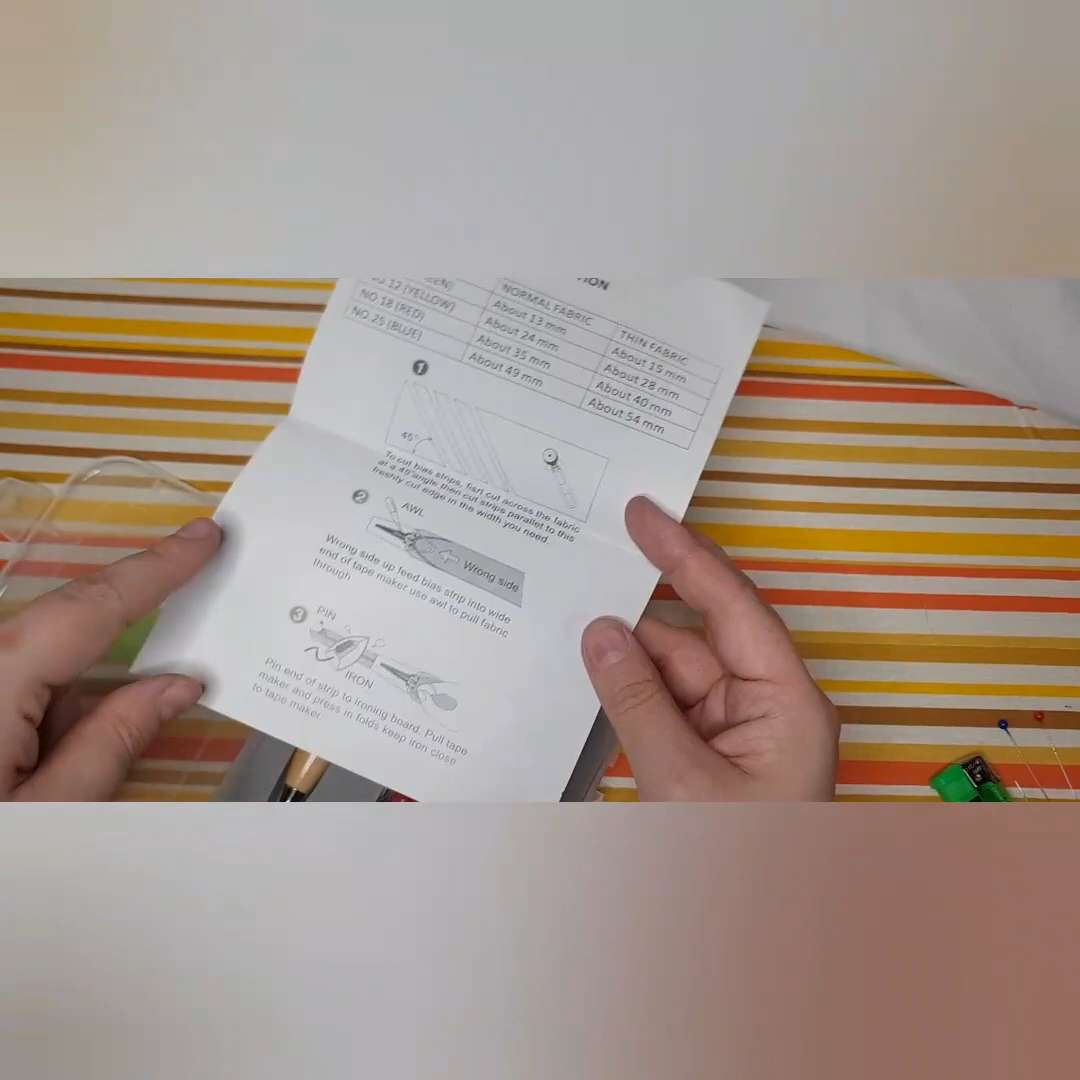 NORMAL FABRIC THIN FABRIC
About 13 mm About 15 mm
12 (YELLOW) About 24 mm About 28 mm
NO 18 (RED) About 35 mm About 40 mm
NO 25 (BLUE) About 49 mm About 54 mm
1
45°
To cut bias strips, fisrt cut across the fabric
at a 45°angle then cut strips parallel to this
freshly cut edge in the width you need.
2
AWL
Wrong side
Wrong side up feed bias strip into wide
end of tape maker use awl to pull fabric
through
3
PIN
IRON
Pin end of strip to ironing board. Pull tape
maker and press in folds keep iron close
to tape maker.